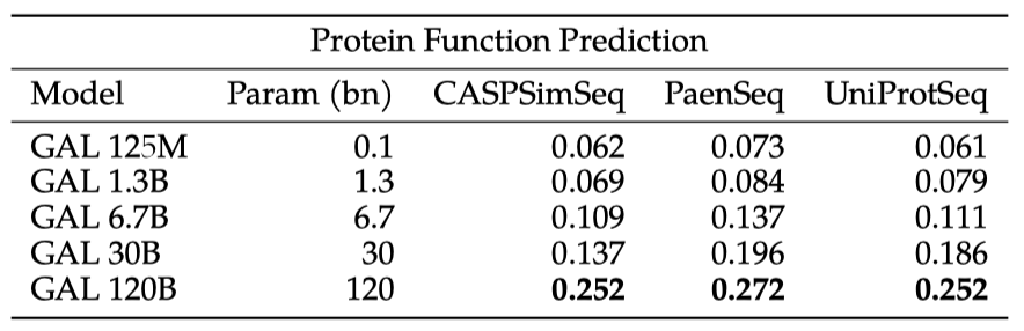 Protein Function Prediction
Model Param (bn) CASPSimSeq PaenSeq UniProtSeq
GAL 125M 0.1 0.062 0.073 0.061
GAL 1.3B 1.3 0.069 0.084 0.079
GAL 6.7B 6.7 0.109 0.137 0.111
GAL 30B 30 0.137 0.196 0.186
GAL 120B 120 0.252 0.272 0.252